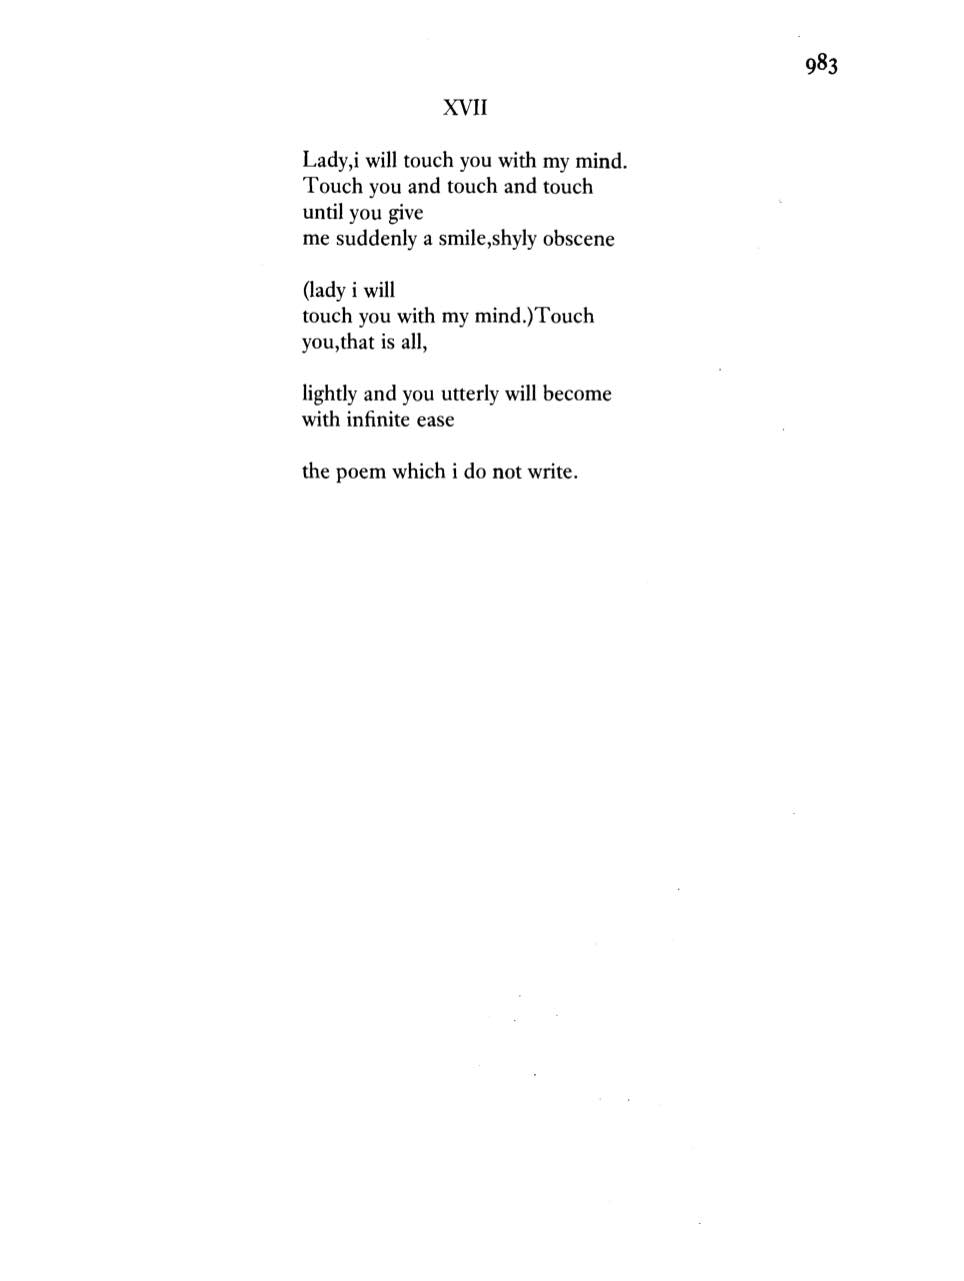 983
XVII
Lady,i will touch you with my mind.
Touch you and touch and touch
until you give
me suddenly a smile,shyly obscene
(lady i will
touch you with my mind.)Touch
you,that is all,
lightly and you utterly will become
with infinite ease
the poem which i do not write.